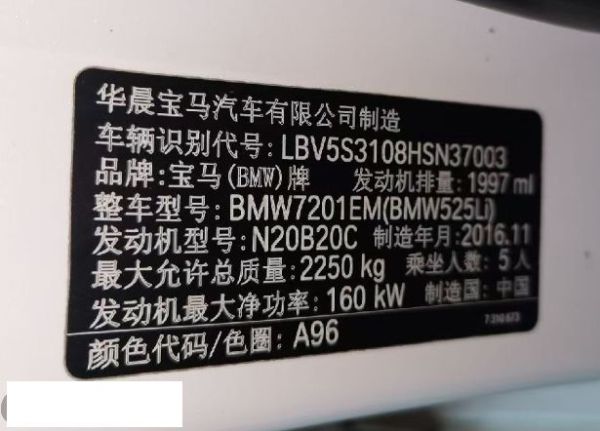 华晨宝马汽车有限公司制造
车辆识别代号:LBV5S3108HSN37003
品牌:宝马(BMW)牌 发动机排量:1997 ml
整车型号:BMW7201EM(BMW525Li)
发动机型号:N20B20C 制造年月:2016.11
最大允许总质量:2250 kg 乘坐人数:5人
发动机最大净功率:160 kW 制造国:中国
7 310 673
颜色代码/色圈:A96